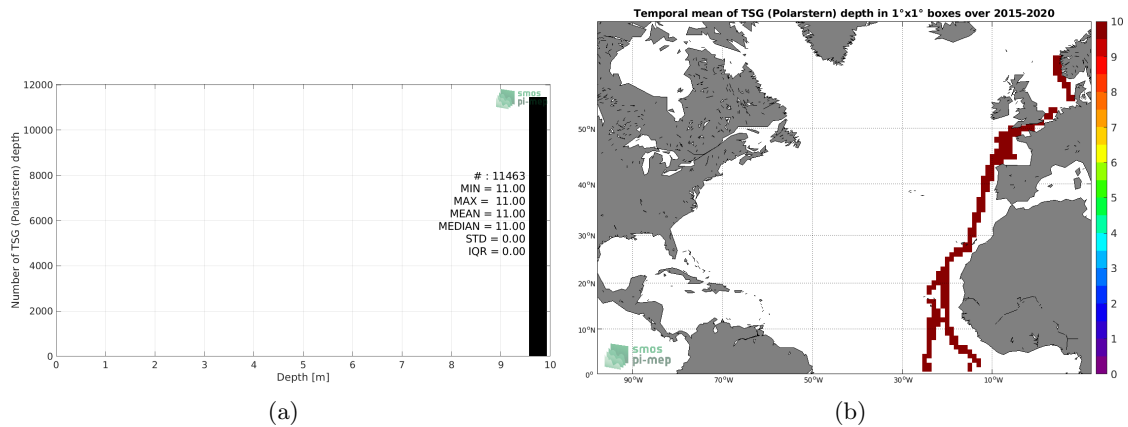 12000
10000
8000
6000
4000
2000
0
Number of TSG (Polarstern) depth
smos
pi-mep
# : 11463
MIN = 11.00
MAX = 11.00
MEAN = 11.00
MEDIAN = 11.00
STD = 0.00
IQR = 0.00
0 1 2 3 4 5 6 7 8 9 10
Depth [m]
(a)
Temporal mean of TSG (Polarstern) depth in 1°x1° boxes over 2015-2020
50°N
40°N
30°N
20°N
10°N
0°
90°W 70°W 50°W 30°W 10°W
smos
pi-mep
10
9
8
7
6
5
4
3
2
1
0
(b)